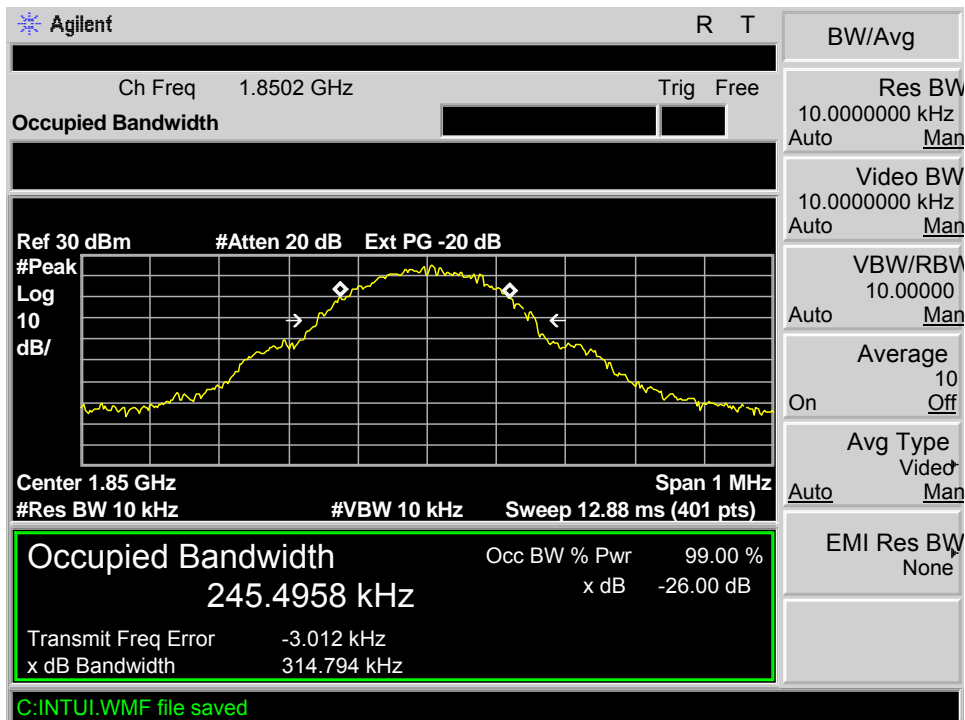 Agilent R T
Ch Freq 1.8502 GHz Trig Free
Occupied Bandwidth
Ref 30 dBm #Atten 20 dB Ext PG -20 dB
#Peak
Log
10
dB/
Center 1.85 GHz Span 1 MHz
#Res BW 10 kHz #VBW 10 kHz Sweep 12.88 ms (401 pts)
Occupied Bandwidth Occ BW % Pwr 99.00 %
245.4958 kHz x dB -26.00 dB
Transmit Freq Error -3.012 kHz
x dB Bandwidth 314.794 kHz
C:INTUI.WMF file saved
BW/Avg
Res BW
10.0000000 kHz
Auto Man
Video BW
10.0000000 kHz
Auto Man
VBW/RBW
10.00000
Auto Man
Average
10
On Off
Avg Type
Video
Auto Man
EMI Res BW
None